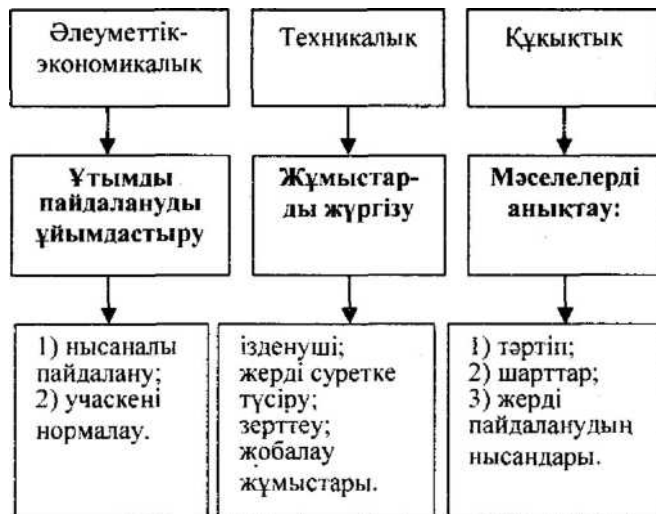 Әлеуметтік-
экономикалық
Техникалық
Құқықтық
Ұтымды
пайдалануды
ұйымдастыру
Жұмыстар-
ды жүргізу
Мәселелерді
анықтау:
1) нысаналы
пайдалану;
2) учаскені
нормалау.
ізденуші;
жерді суретке
түсіру;
зерттеу;
жобалау
жұмыстары.
1) тәртіп;
2) шарттар;
3) жерді
пайдаланудың
нысандары.